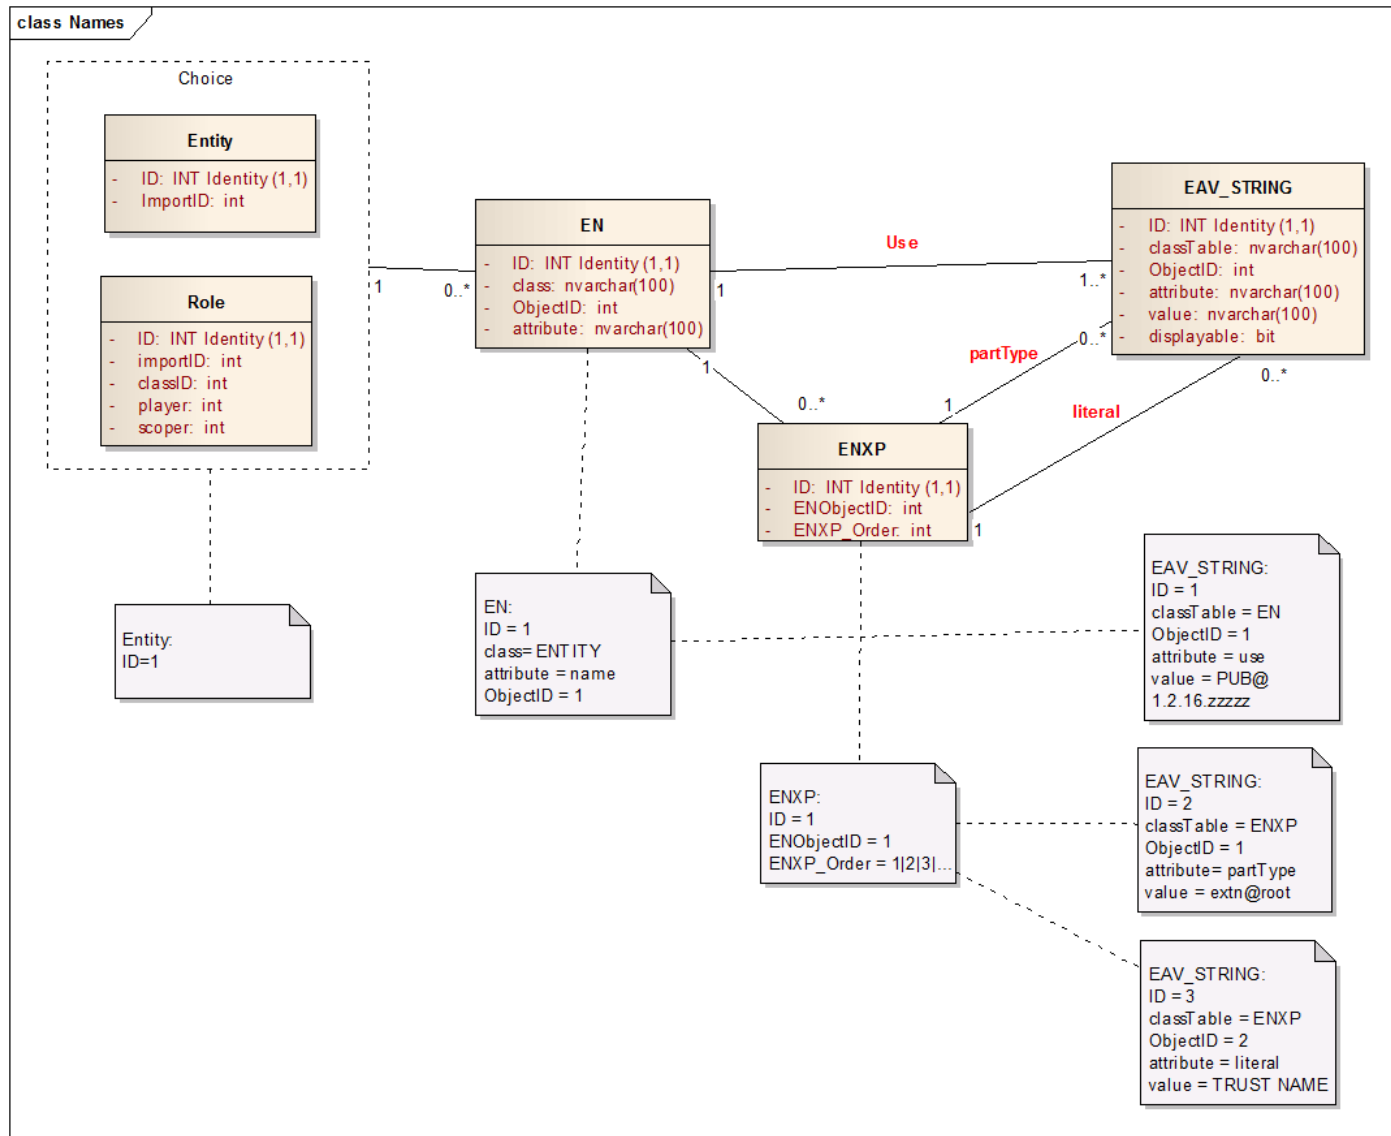 class Names
Choice
Entity
- ID: INT Identity (1,1)
- ImportID: int
Role
- ID: INT Identity (1,1)
- importID: int
- classID: int
- player: int
- scoper: int
1
0..*
EN
- ID: INT Identity (1,1)
- class: nvarchar(100)
- ObjectID: int
- attribute: nvarchar(100)
1
Use
1..*
EAV_STRING
- ID: INT Identity (1,1)
- classTable: nvarchar(100)
- ObjectID: int
- attribute: nvarchar(100)
- value: nvarchar(100)
- displayable: bit
1
0..*
partType
0..*
1
literal
0..*
1
ENXP
- ID: INT Identity (1,1)
- ENObjectID: int
- ENXP_Order: int
Entity:
ID=1
EN:
ID = 1
class= ENTITY
attribute = name
ObjectID = 1
EAV_STRING:
ID = 1
classTable = EN
ObjectID = 1
attribute = use
value = PUB@
1.2.16.zzzzz
ENXP:
ID = 1
ENObjectID = 1
ENXP_Order = 1|2|3|...
EAV_STRING:
ID = 2
classTable = ENXP
ObjectID = 1
attribute= partType
value = extn@root
EAV_STRING:
ID = 3
classTable = ENXP
ObjectID = 2
attribute = literal
value = TRUST NAME